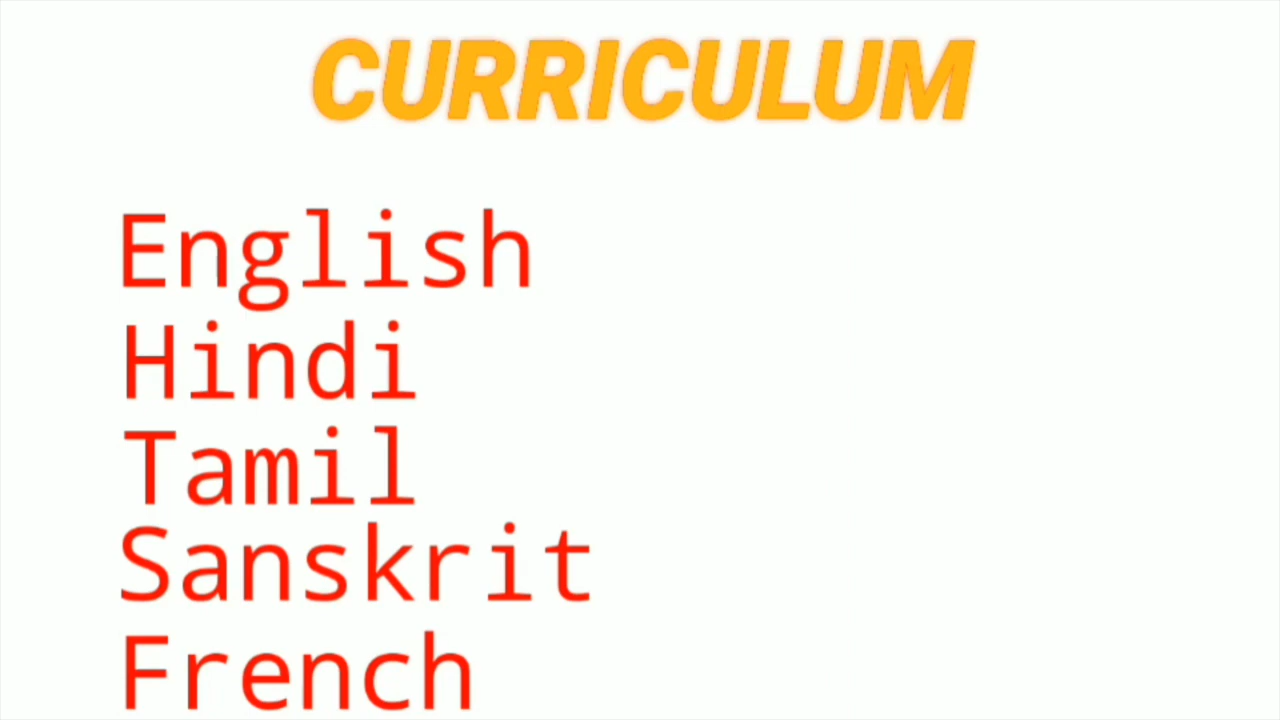 CURRICULUM
English
Hindi
Tamil
Sanskrit
French